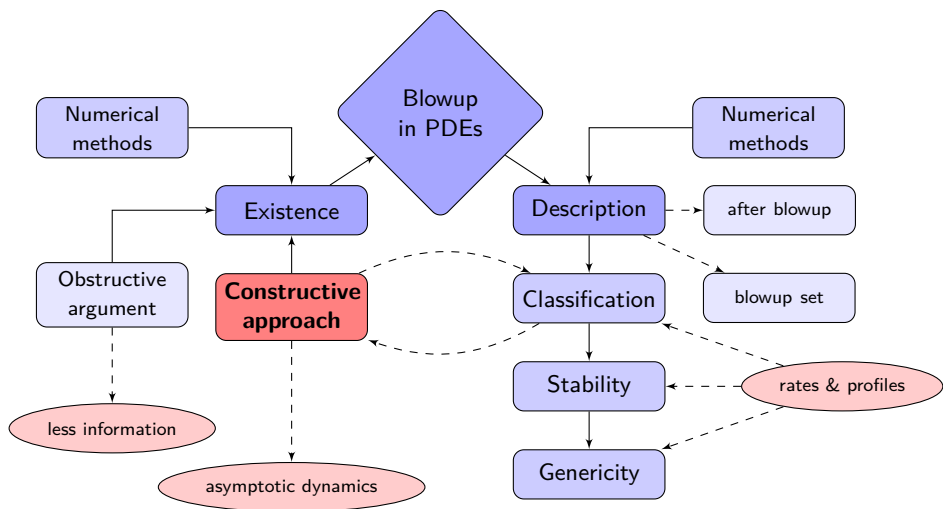 Blowup
in PDEs
Numerical
methods
Numerical
methods
Existence
Description
after blowup
Obstructive
argument
Constructive
approach
Classification
blowup set
Stability
rates & profiles
less information
asymptotic dynamics
Genericity